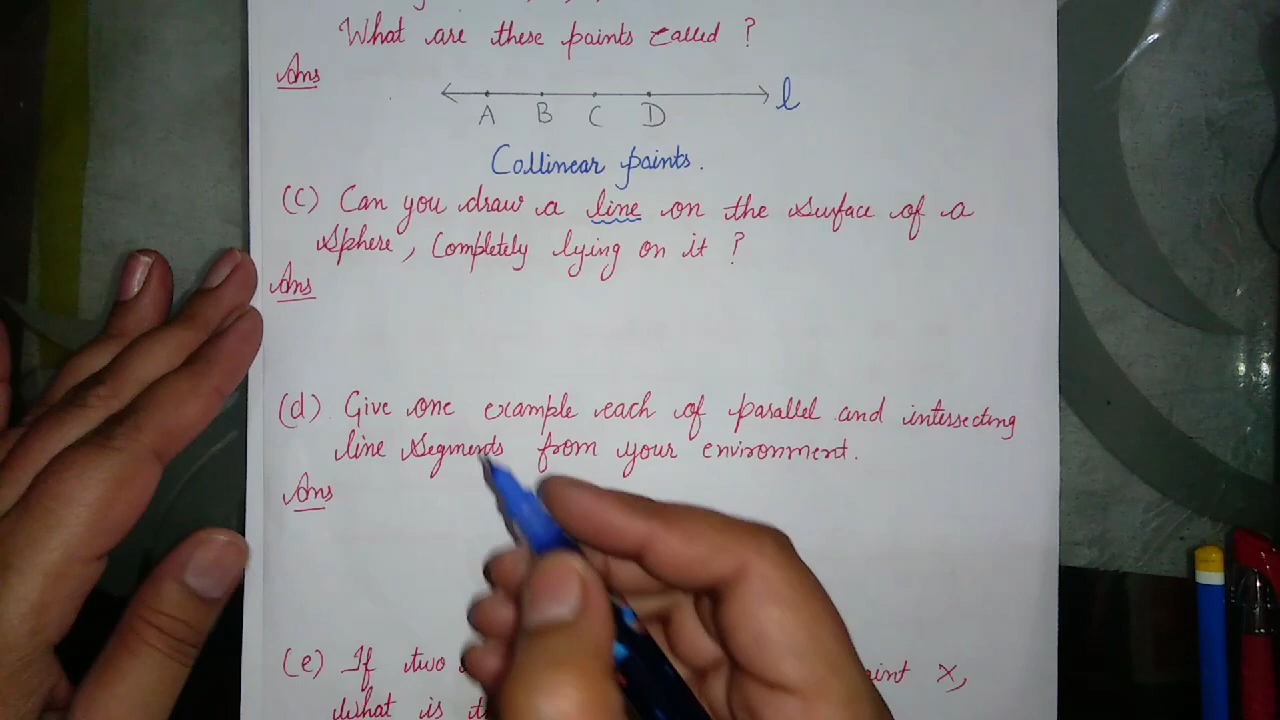 What are these points called ?
Ans
l
A B C D
Collinear points.
(c) Can you draw a line on the surface of a
sphere, completely lying on it ?
Ans
(d) Give one example each of parallel and intersecting
line segments from your environment.
Ans
(e) If two
X,
What is